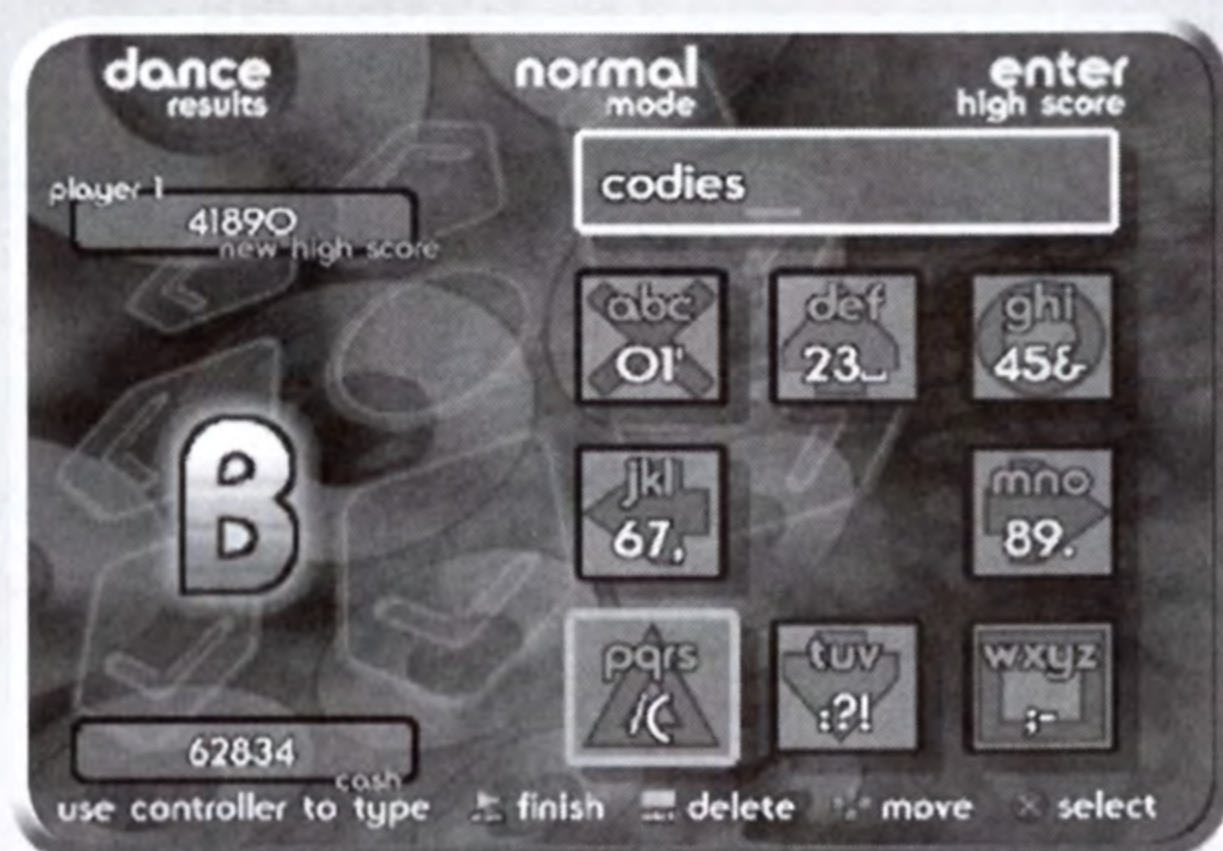 dance
results
normal
mode
enter
high score
player 1
41890
new high score
codies_
abc
01'
def
23_
ghi
45&
jkl
67,
mno
89.
B
pqrs
/(
tuv
:?!
wxyz
;-
62834
cash
use controller to type finish delete move select